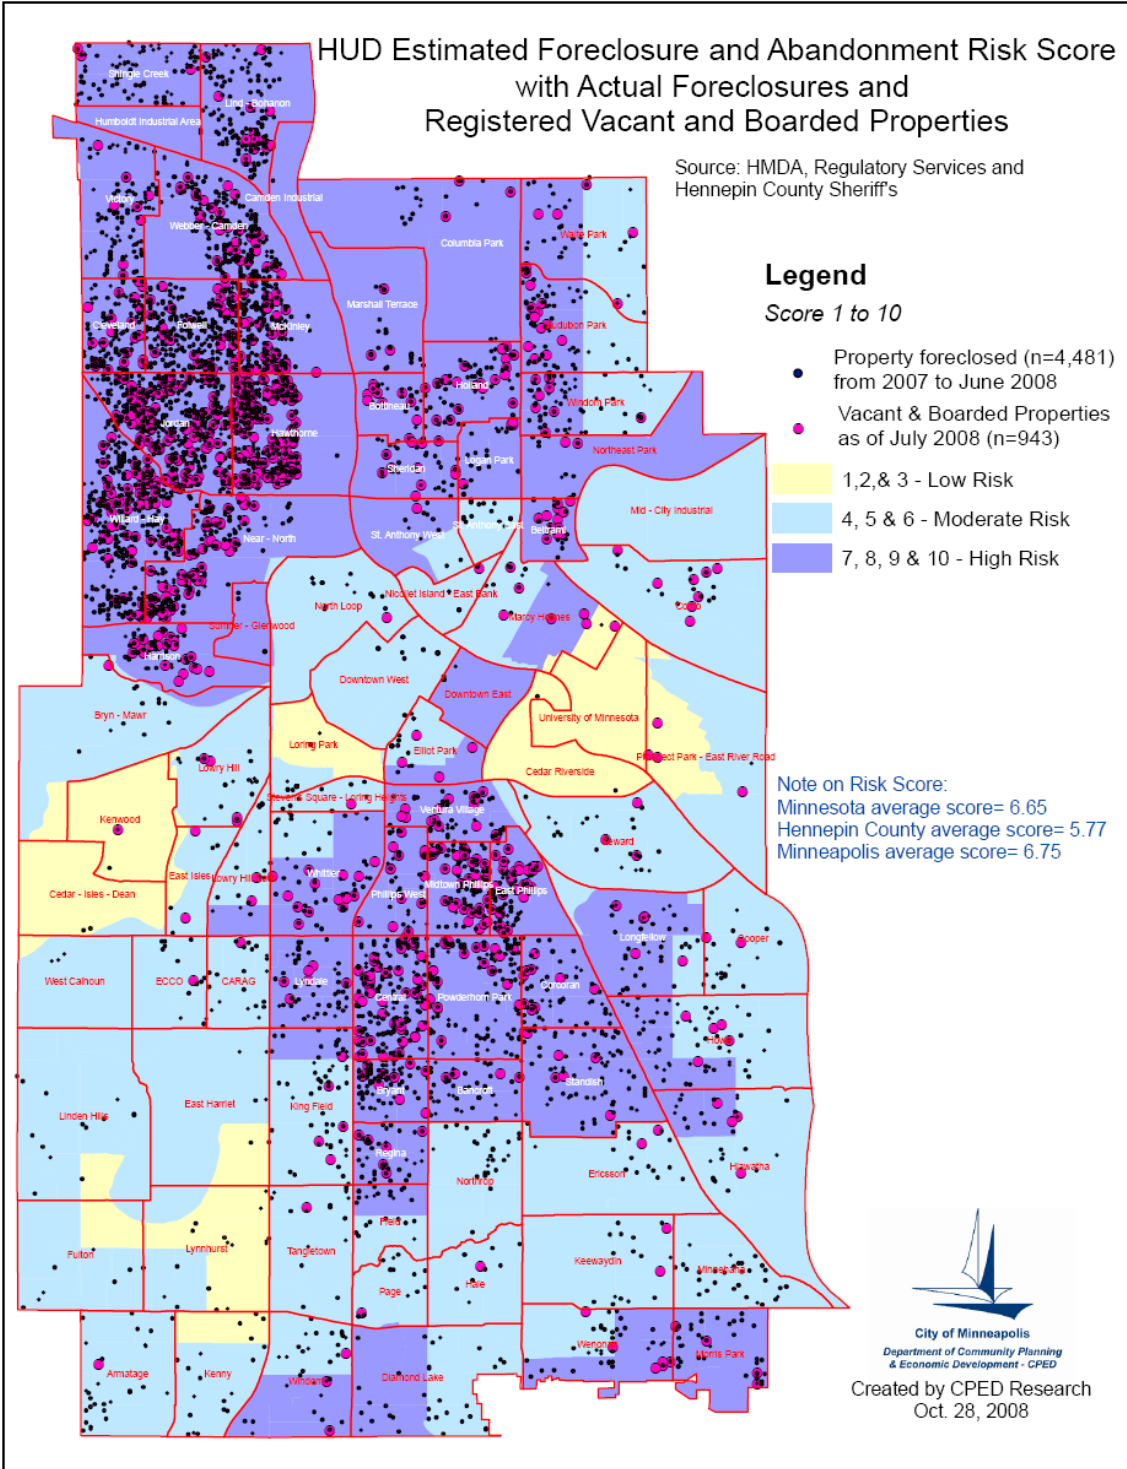 HUD Estimated Foreclosure and Abandonment Risk Score
with Actual Foreclosures and
Registered Vacant and Boarded Properties
Source: HMDA, Regulatory Services and
Hennepin County Sheriff's
Legend
Score 1 to 10
Property foreclosed (n=4,481)
from 2007 to June 2008
Vacant & Boarded Properties
as of July 2008 (n=943)
1,2,& 3 - Low Risk
4, 5 & 6 - Moderate Risk
7, 8, 9 & 10 - High Risk
Note on Risk Score:
Minnesota average score= 6.65
Hennepin County average score= 5.77
Minneapolis average score= 6.75
Shingle Creek
Lind - Bohanon
Humboldt Industrial Area
Victory
Camden Industrial
Webber - Camden
Columbia Park
Waite Park
Marshall Terrace
Cleveland
Folwell
McKinley
Audubon Park
Holland
Bottineau
Windom Park
Jordan
Hawthorne
Logan Park
Sheridan
Northeast Park
Willard - Hay
Near - North
St. Anthony West
St. Anthony East
Beltrami
Mid - City Industrial
North Loop
Nicollet Island - East Bank
Marcy Holmes
Como
Sumner - Glenwood
Harrison
Downtown West
Downtown East
Bryn - Mawr
University of Minnesota
Loring Park
Elliot Park
Prospect Park - East River Road
Lowry Hill
Cedar Riverside
Stevens Square - Loring Heights
Ventura Village
Kenwood
Seward
Cedar - Isles - Dean
East Isles
Lowry Hill
Whittier
Phillips West
Midtown Phillips
East Phillips
Longfellow
Cooper
West Calhoun
ECCO
CARAG
Lyndale
Central
Powderhorn Park
Corcoran
Howe
Linden Hills
East Harriet
King Field
Bryant
Bancroft
Standish
Regina
Northrop
Ericsson
Hiawatha
Fulton
Lynnhurst
Tangletown
Field
Page
Hale
Keewaydin
Minnehaha
Armatage
Kenny
Windom
Diamond Lake
Wenonah
Morris Park
City of Minneapolis
Department of Community Planning
& Economic Development - CPED
Created by CPED Research
Oct. 28, 2008